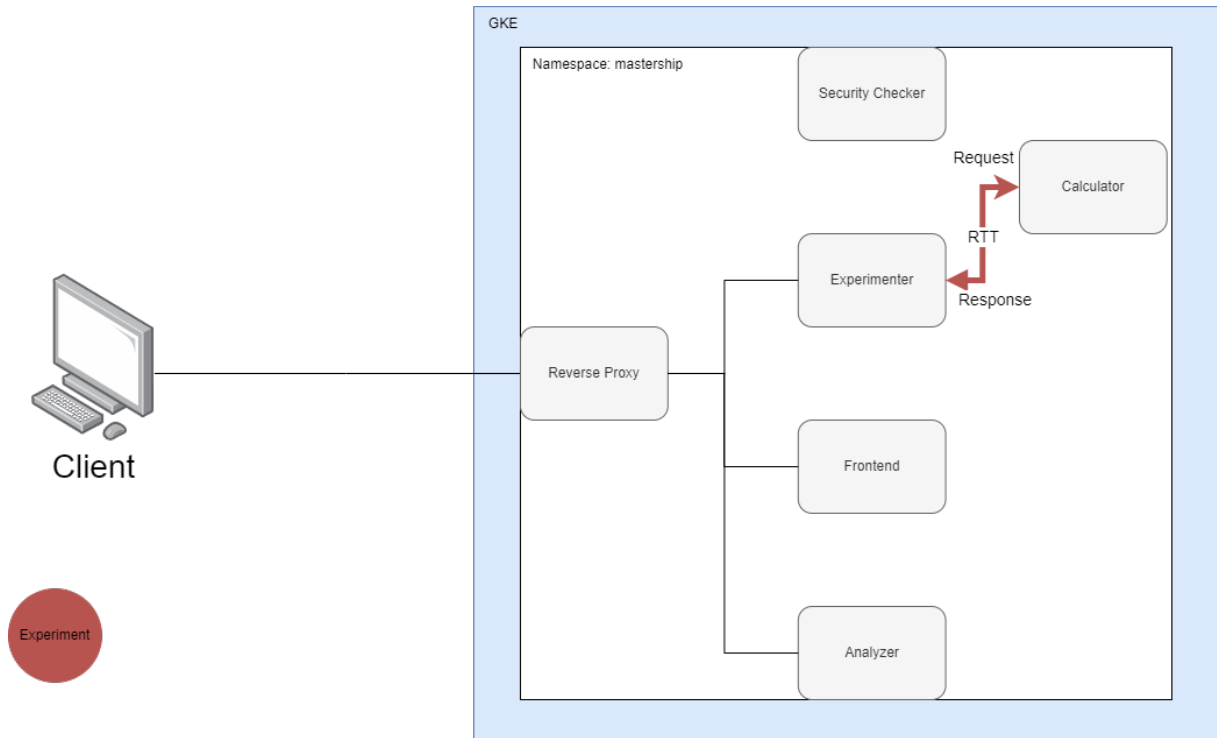 GKE
Namespace: mastership
Security Checker
Request
Calculator
RTT
Experimenter
Response
Reverse Proxy
Client
Frontend
Experiment
Analyzer